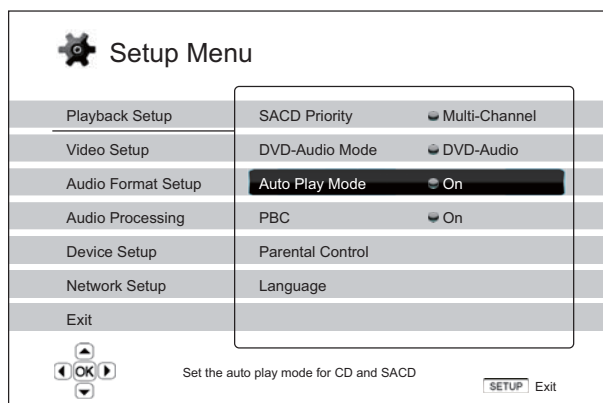 Setup Menu
Playback Setup
SACD Priority Multi-Channel
Video Setup
DVD-Audio Mode DVD-Audio
Audio Format Setup
Auto Play Mode On
Audio Processing
PBC On
Device Setup
Parental Control
Network Setup
Language
Exit
OK
Set the auto play mode for CD and SACD
SETUP Exit